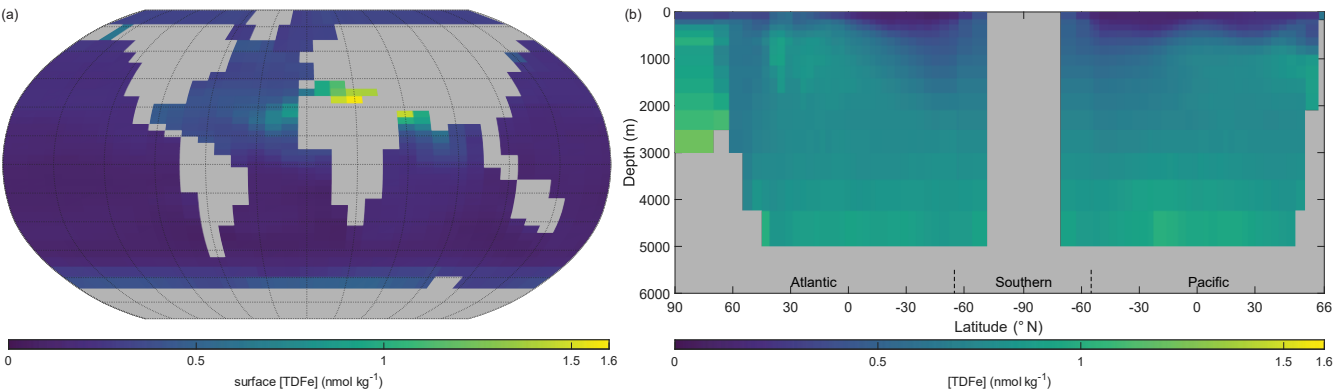 (a)
0 0.5 1 1.5 1.6
surface [TDFe] (nmol kg⁻¹)
(b)
Depth (m)
0
1000
2000
3000
4000
5000
6000
Atlantic Southern Pacific
90 60 30 0 -30 -60 -90 -60 -30 0 30 66
Latitude (° N)
0 0.5 1 1.5 1.6
[TDFe] (nmol kg⁻¹)